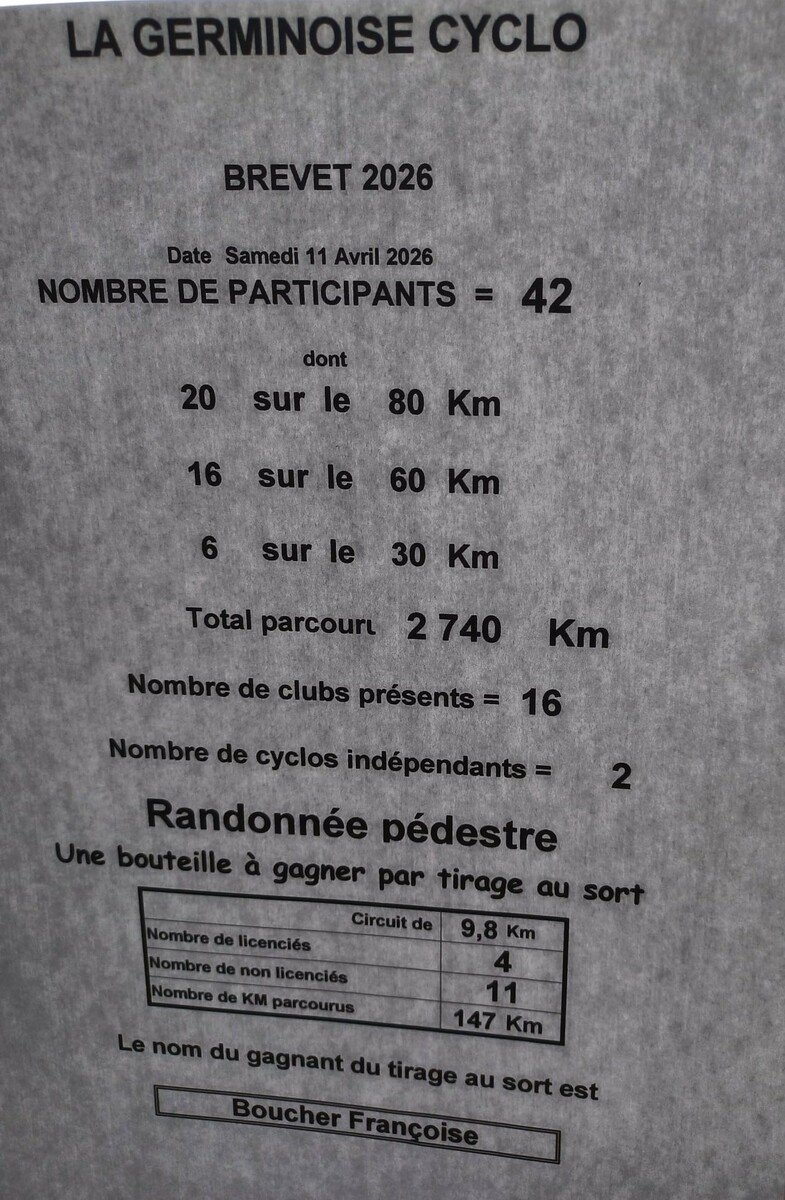 LA GERMINOISE CYCLO
BREVET 2026
Date Samedi 11 Avril 2026
NOMBRE DE PARTICIPANTS = 42
dont
20 sur le 80 Km
16 sur le 60 Km
6 sur le 30 Km
Total parcouru 2 740 Km
Nombre de clubs présents = 16
Nombre de cyclos indépendants = 2
Randonnée pédestre
Une bouteille à gagner par tirage au sort
Circuit de 9,8 Km
Nombre de licenciés 4
Nombre de non licenciés 11
Nombre de KM parcourus 147 Km
Le nom du gagnant du tirage au sort est
Boucher Françoise